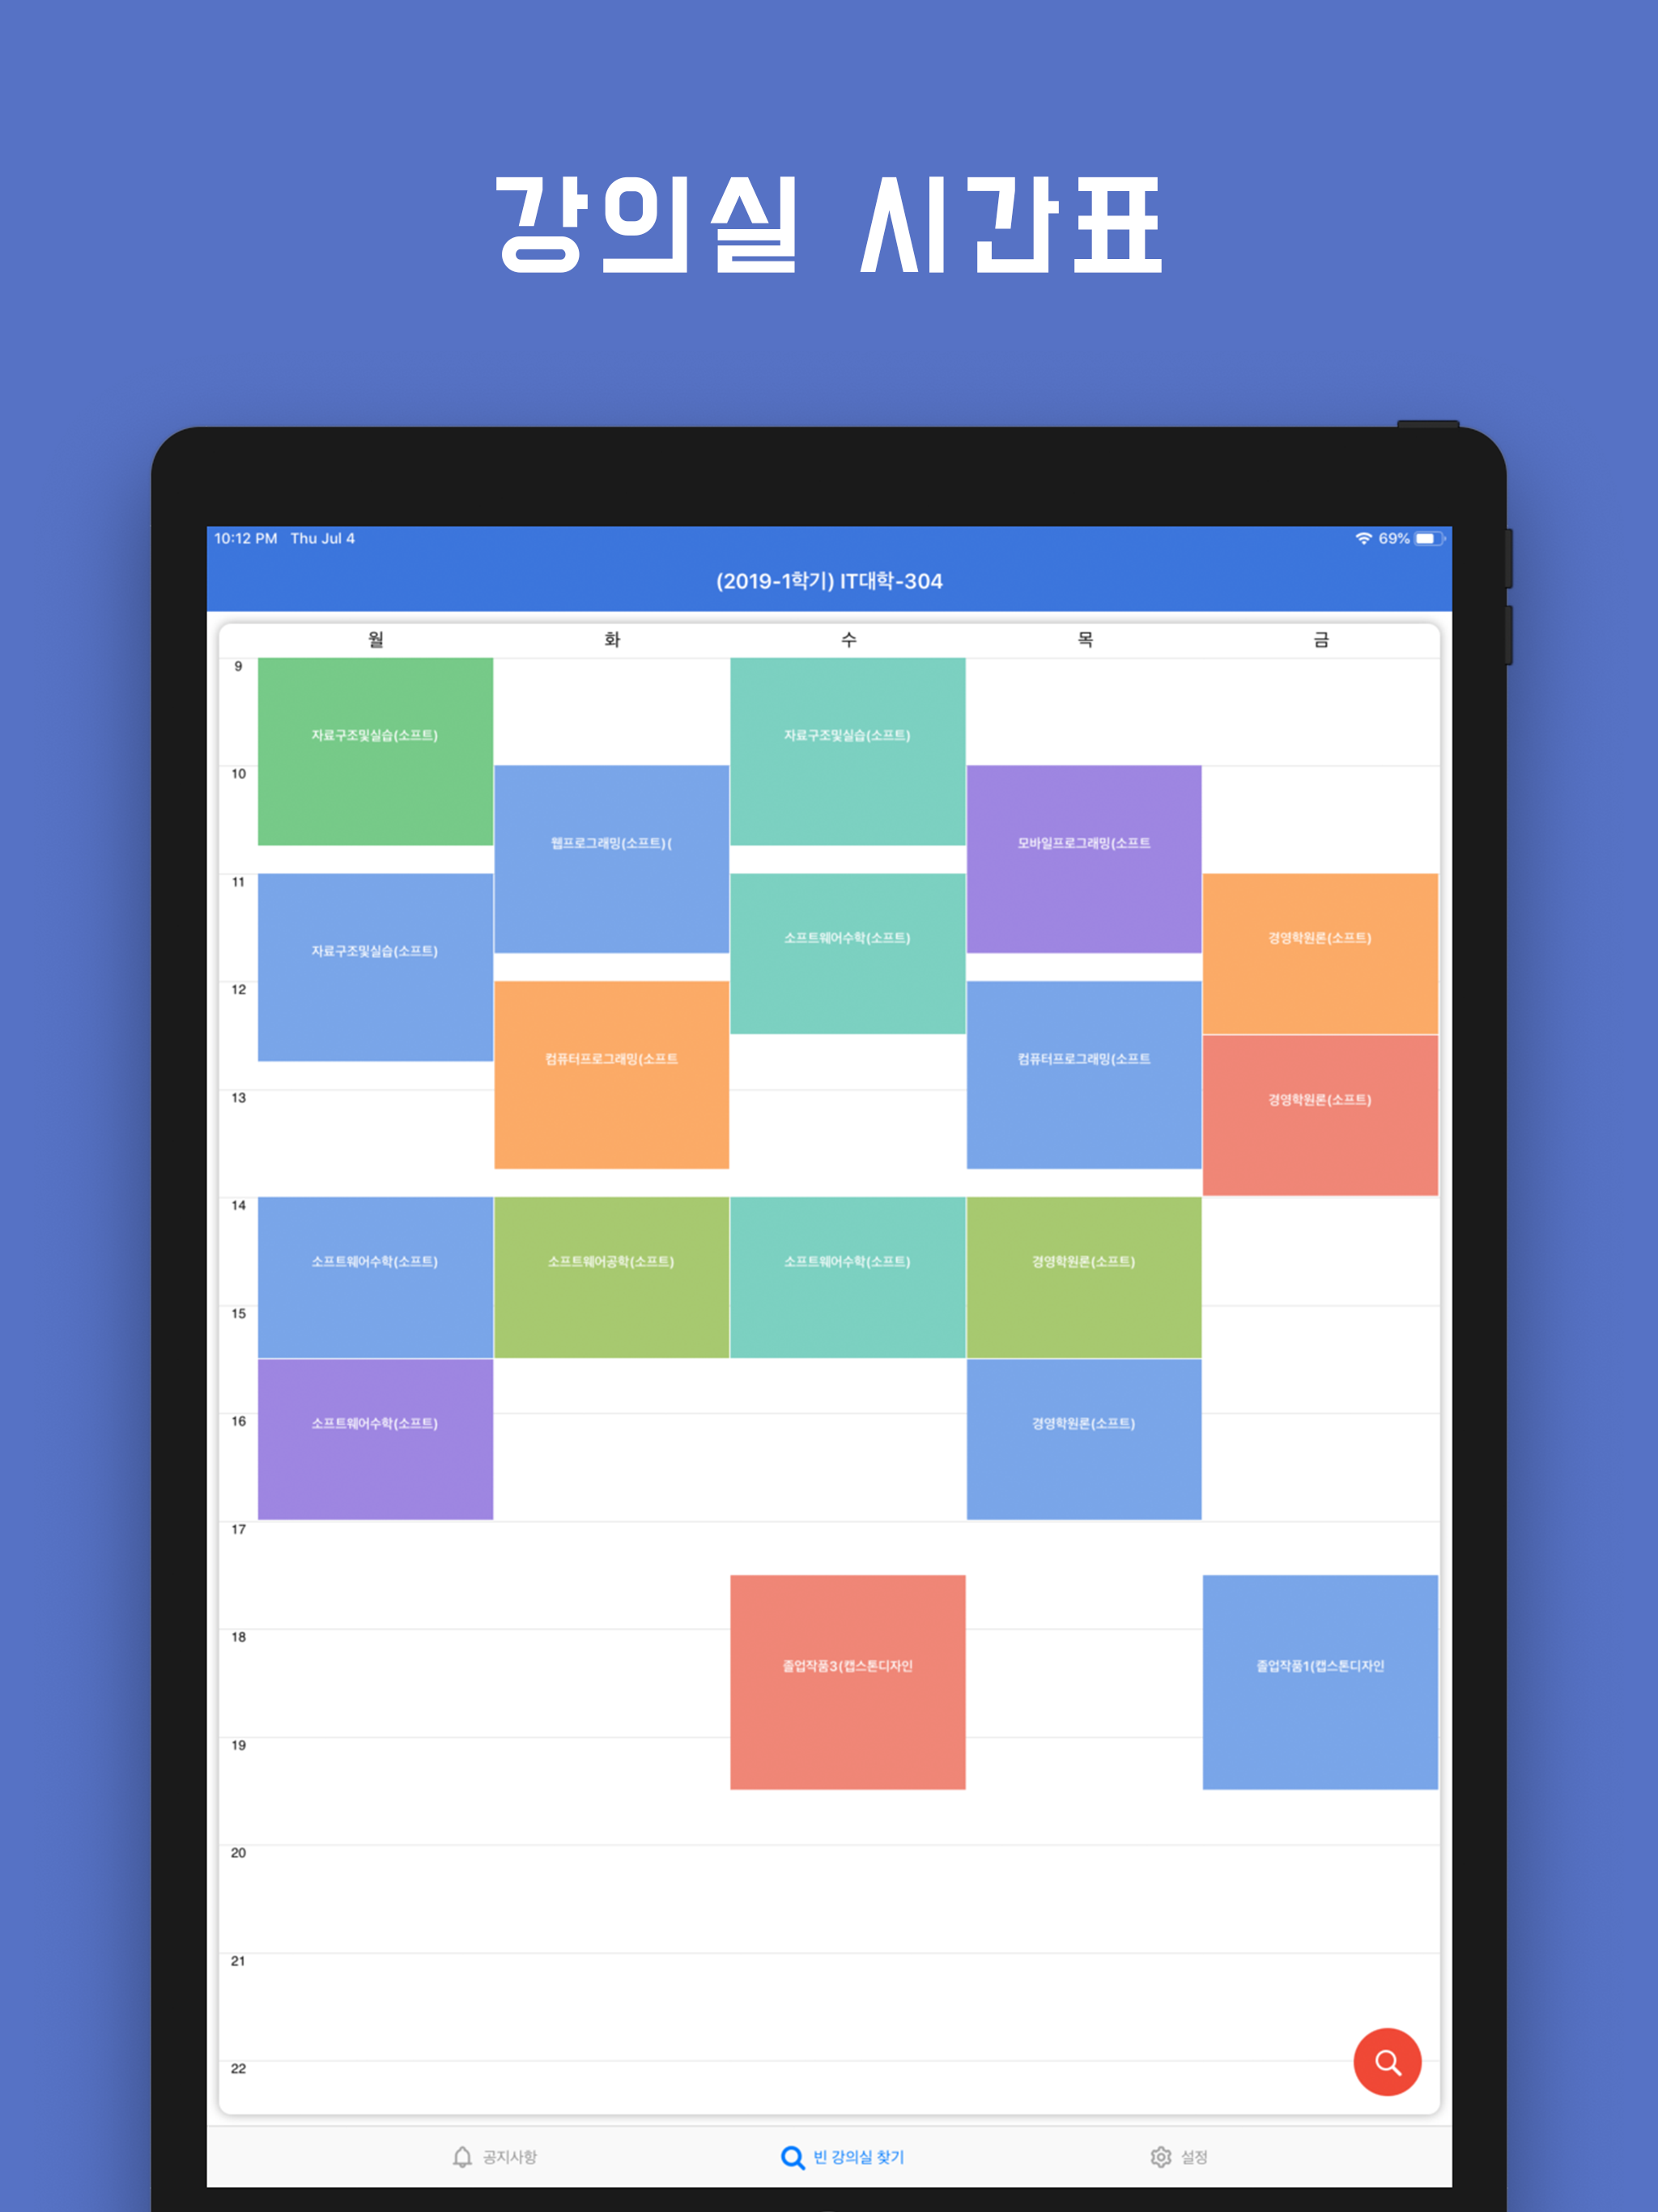 강의실 시간표
10:12 PM Thu Jul 4
69%
(2019-1학기) IT대학-304
월 화 수 목 금
9
자료구조및실습(소프트) 자료구조및실습(소프트)
10
웹프로그래밍(소프트)( 모바일프로그래밍(소프트
11
소프트웨어수학(소프트) 경영학원론(소프트)
자료구조및실습(소프트)
12
컴퓨터프로그래밍(소프트 컴퓨터프로그래밍(소프트
13
경영학원론(소프트)
14
소프트웨어수학(소프트) 소프트웨어공학(소프트) 소프트웨어수학(소프트) 경영학원론(소프트)
15
16
소프트웨어수학(소프트) 경영학원론(소프트)
17
18
졸업작품3(캡스톤디자인 졸업작품1(캡스톤디자인
19
20
21
22
공지사항 빈 강의실 찾기 설정